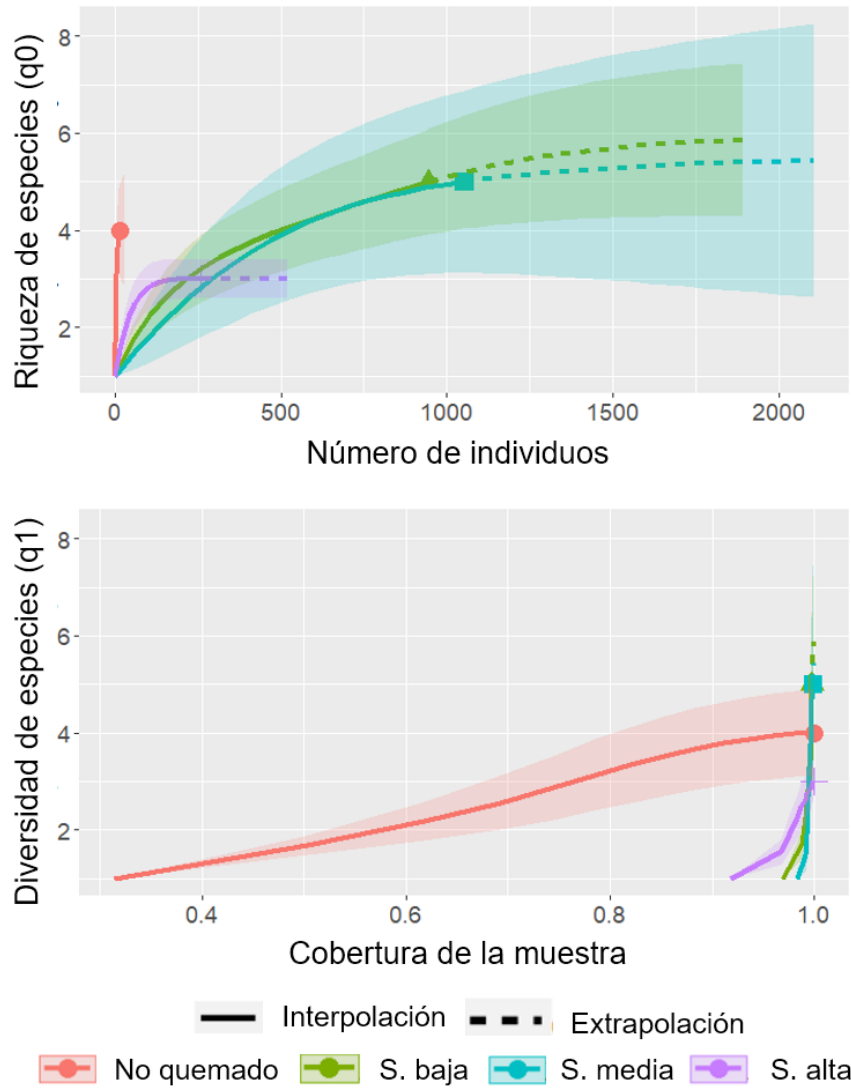 Riqueza de especies (q0)
8
6
4
2
0
500
1000
1500
2000
Número de individuos
Diversidad de especies (q1)
8
6
4
2
0.4
0.6
0.8
1.0
Cobertura de la muestra
Interpolación
Extrapolación
No quemado
S. baja
S. media
S. alta